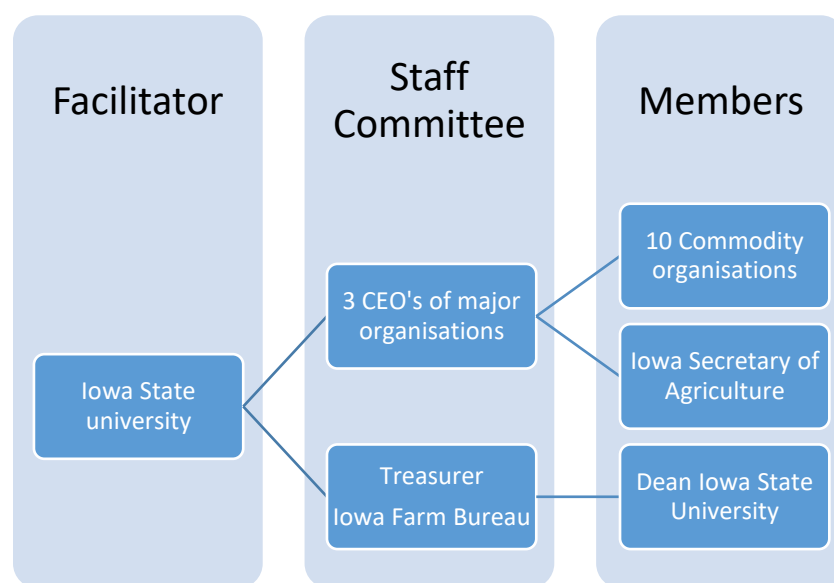 Facilitator
Staff
Committee
Members
Iowa State
university
3 CEO's of major
organisations
Treasurer
Iowa Farm Bureau
10 Commodity
organisations
Iowa Secretary of
Agriculture
Dean Iowa State
University